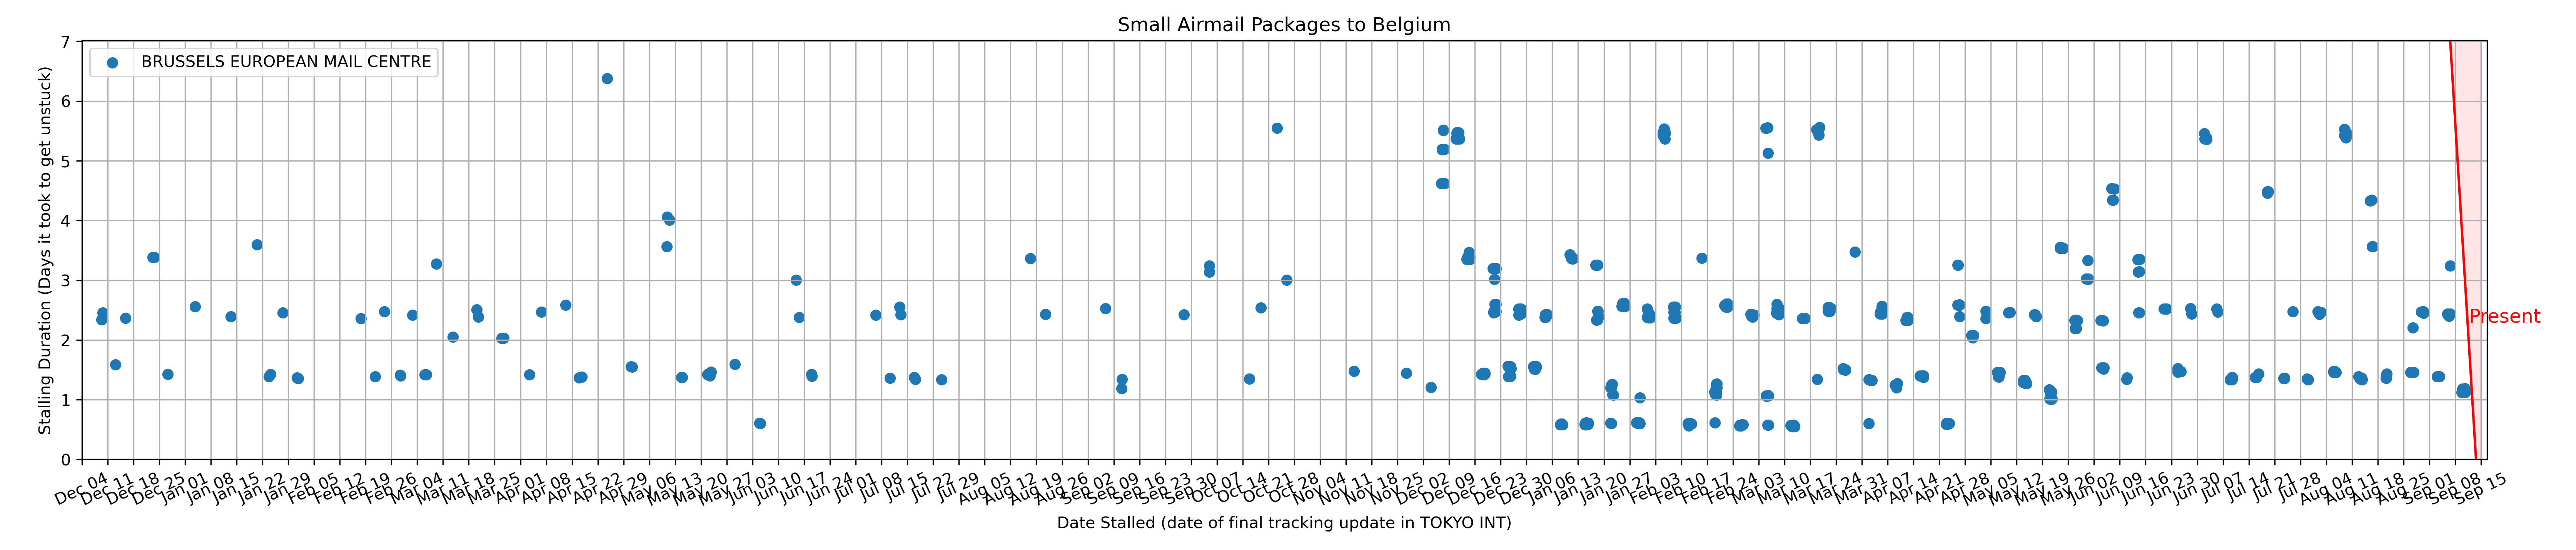 Small Airmail Packages to Belgium
BRUSSELS EUROPEAN MAIL CENTRE
Stalling Duration (Days it took to get unstuck)
7
6
5
4
3
2
1
0
Present
Dec 04 Dec 11 Dec 18 Dec 25 Jan 01 Jan 08 Jan 15 Jan 22 Jan 29 Feb 05 Feb 12 Feb 19 Feb 26 Mar 04 Mar 11 Mar 18 Mar 25 Apr 01 Apr 08 Apr 15 Apr 22 Apr 29 May 06 May 13 May 20 May 27 Jun 03 Jun 10 Jun 17 Jun 24 Jul 01 Jul 08 Jul 15 Jul 22 Jul 29 Aug 05 Aug 12 Aug 19 Aug 26 Sep 02 Sep 09 Sep 16 Sep 23 Sep 30 Oct 07 Oct 14 Oct 21 Oct 28 Nov 04 Nov 11 Nov 18 Nov 25 Dec 02 Dec 09 Dec 16 Dec 23 Dec 30 Jan 06 Jan 13 Jan 20 Jan 27 Feb 03 Feb 10 Feb 17 Feb 24 Mar 03 Mar 10 Mar 17 Mar 24 Mar 31 Apr 07 Apr 14 Apr 21 Apr 28 May 05 May 12 May 19 May 26 Jun 02 Jun 09 Jun 16 Jun 23 Jun 30 Jul 07 Jul 14 Jul 21 Jul 28 Aug 04 Aug 11 Aug 18 Aug 25 Sep 01 Sep 08 Sep 15
Date Stalled (date of final tracking update in TOKYO INT)